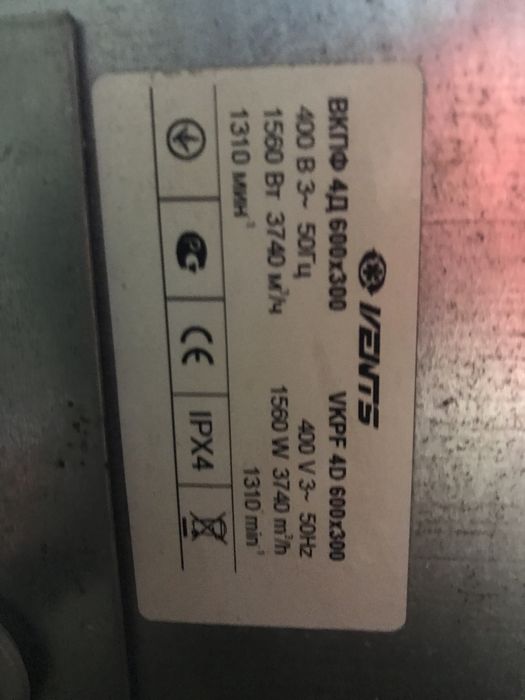 VENTS
ВКПФ 4Д 600х300 VKPF 4D 600x300
400 В 3~ 50Гц 400 V 3~ 50Hz
1560 Вт 3740 м³/ч 1560 W 3740 m³/h
1310 мин⁻¹ 1310 min⁻¹
РС CE IPX4